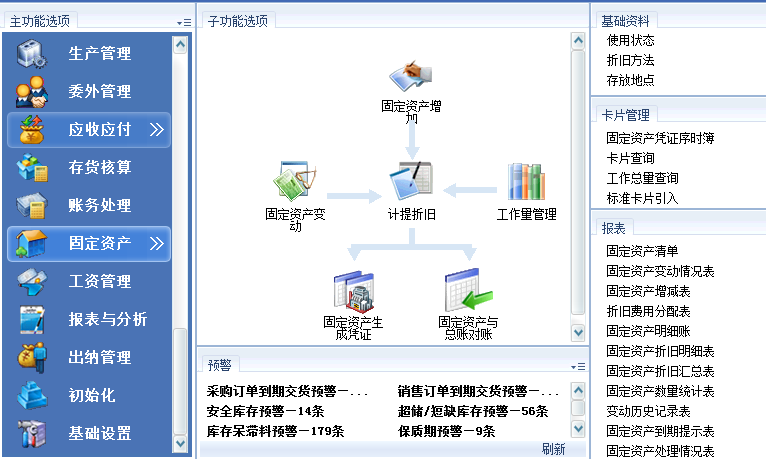 主功能选项
生产管理
委外管理
应收应付
存货核算
账务处理
固定资产
工资管理
报表与分析
出纳管理
初始化
基础设置
子功能选项
固定资产增
加
固定资产变
动
计提折旧
工作量管理
固定资产生
成凭证
固定资产与
总账对账
预警
采购订单到期交货预警—...
销售订单到期交货预警—...
安全库存预警—14条
超储/短缺库存预警—56条
库存呆滞料预警—179条
保质期预警—9条
刷新
基础资料
使用状态
折旧方法
存放地点
卡片管理
固定资产凭证序时簿
卡片查询
工作总量查询
标准卡片引入
报表
固定资产清单
固定资产变动情况表
固定资产增减表
折旧费用分配表
固定资产明细账
固定资产折旧明细表
固定资产折旧汇总表
固定资产数量统计表
变动历史记录表
固定资产到期提示表
固定资产处理情况表